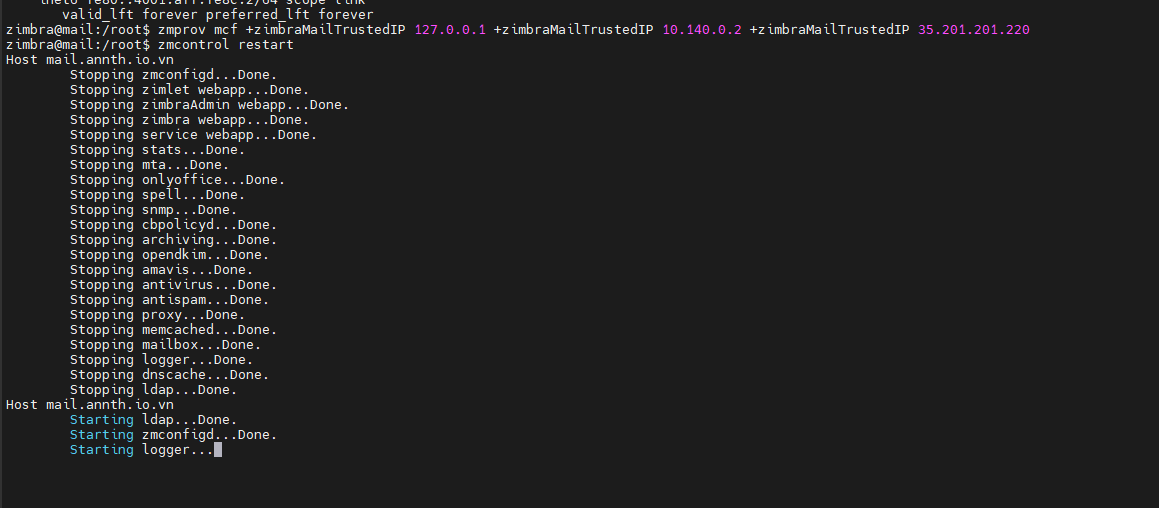 valid_lft forever preferred_lft forever
zimbra@mail:/root$ zmprov mcf +zimbraMailTrustedIP 127.0.0.1 +zimbraMailTrustedIP 10.140.0.2 +zimbraMailTrustedIP 35.201.201.220
zimbra@mail:/root$ zmcontrol restart
Host mail.annth.io.vn
Stopping zmconfigd...Done.
Stopping zimlet webapp...Done.
Stopping zimbraAdmin webapp...Done.
Stopping zimbra webapp...Done.
Stopping service webapp...Done.
Stopping stats...Done.
Stopping mta...Done.
Stopping onlyoffice...Done.
Stopping spell...Done.
Stopping snmp...Done.
Stopping cbpolicyd...Done.
Stopping archiving...Done.
Stopping opendkim...Done.
Stopping amavis...Done.
Stopping antivirus...Done.
Stopping antispam...Done.
Stopping proxy...Done.
Stopping memcached...Done.
Stopping mailbox...Done.
Stopping logger...Done.
Stopping dnscache...Done.
Stopping ldap...Done.
Host mail.annth.io.vn
Starting ldap...Done.
Starting zmconfigd...Done.
Starting logger...